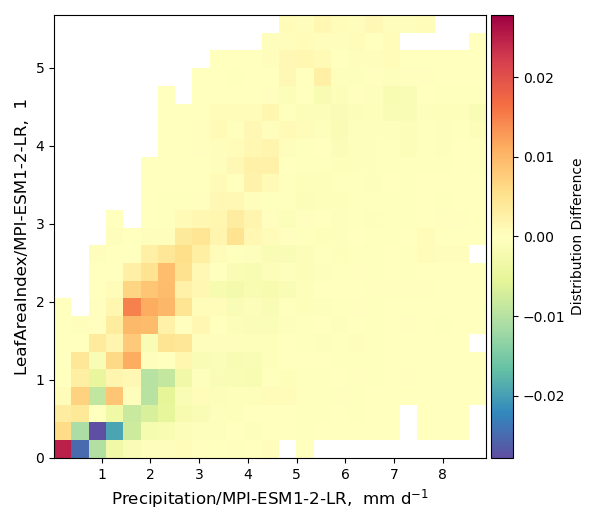 0.02
0.01
0.00
−0.01
−0.02
Distribution Difference
5
4
3
2
1
0
LeafAreaIndex/MPI-ESM1-2-LR, 1
1 2 3 4 5 6 7 8
Precipitation/MPI-ESM1-2-LR, mm d⁻¹